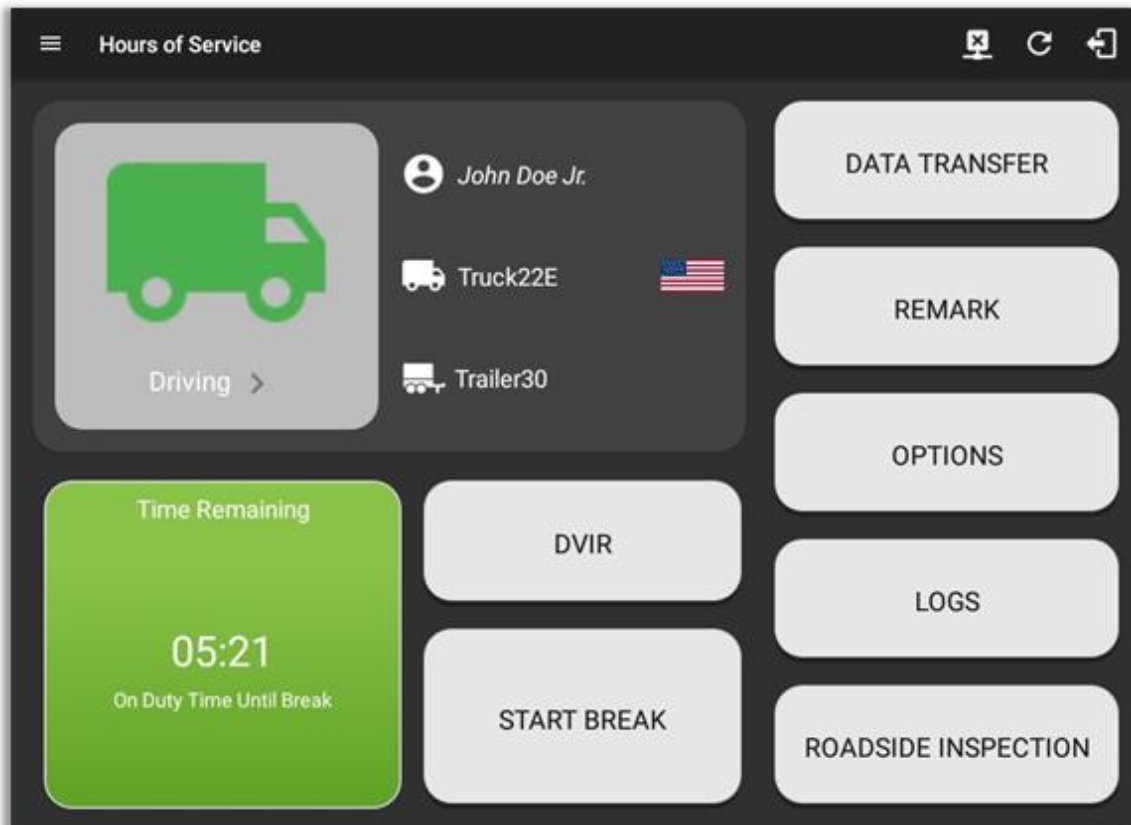 Hours of Service
John Doe Jr.
Truck22E
Trailer30
Driving
Time Remaining
05:21
On Duty Time Until Break
DVIR
START BREAK
DATA TRANSFER
REMARK
OPTIONS
LOGS
ROADSIDE INSPECTION